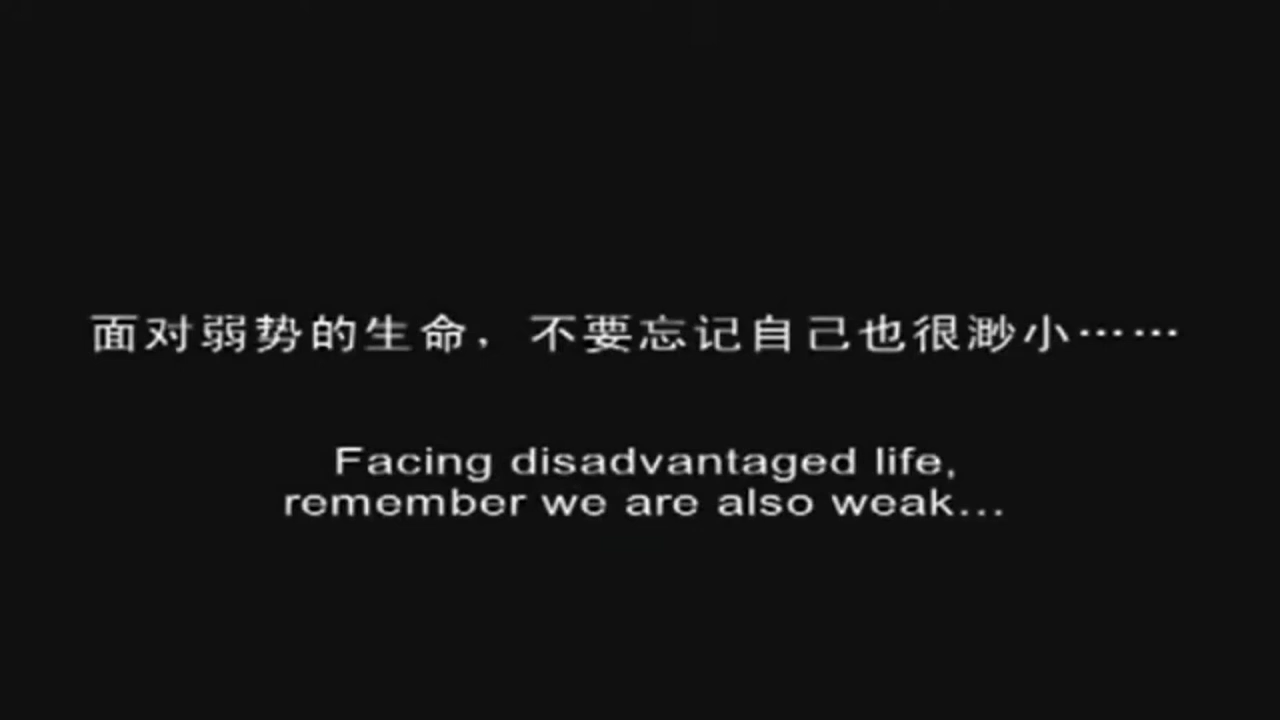 面对弱势的生命，不要忘记自己也很渺小……
Facing disadvantaged life,
remember we are also weak...